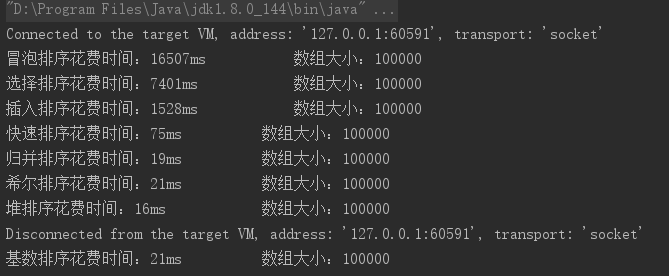 "D:\Program Files\Java\jdk1.8.0_144\bin\java" ...
Connected to the target VM, address: '127.0.0.1:60591', transport: 'socket'
冒泡排序花费时间：16507ms 数组大小：100000
选择排序花费时间：7401ms 数组大小：100000
插入排序花费时间：1528ms 数组大小：100000
快速排序花费时间：75ms 数组大小：100000
归并排序花费时间：19ms 数组大小：100000
希尔排序花费时间：21ms 数组大小：100000
堆排序花费时间：16ms 数组大小：100000
Disconnected from the target VM, address: '127.0.0.1:60591', transport: 'socket'
基数排序花费时间：21ms 数组大小：100000